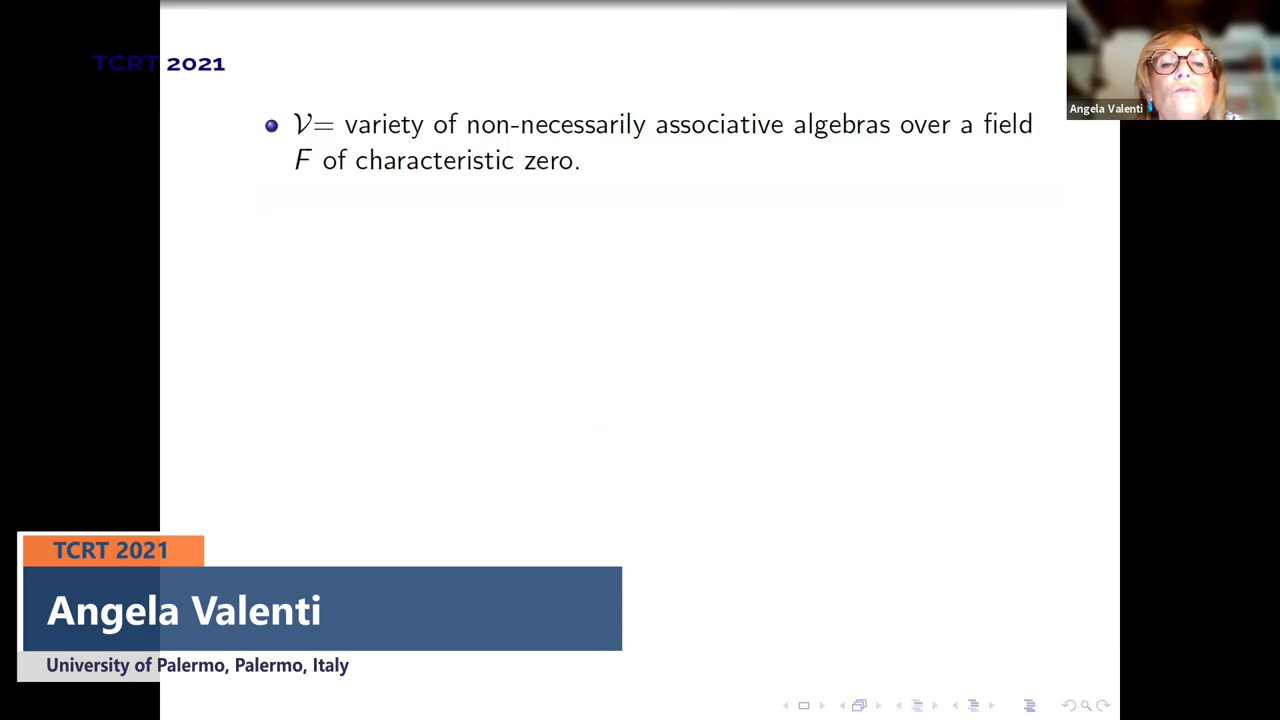 TCRT 2021
Angela Valenti
𝒱= variety of non-necessarily associative algebras over a field
F of characteristic zero.
TCRT 2021
Angela Valenti
University of Palermo, Palermo, Italy